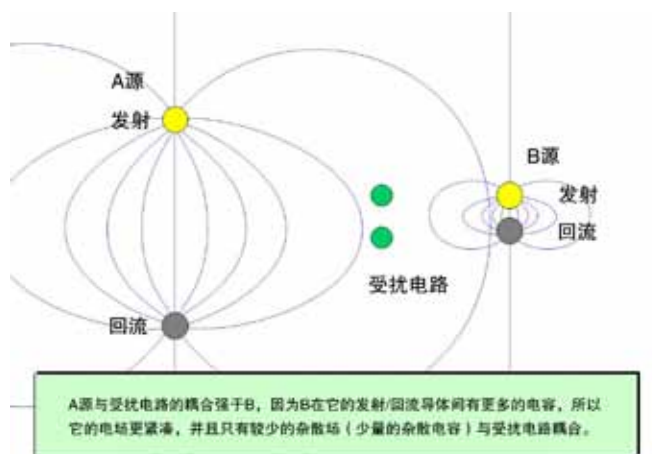 A源
发射
B源
发射
回流
受扰电路
回流
A源与受扰电路的耦合强于B，因为B在它的发射/回流导体间有更多的电容，所以
它的电场更紧凑，并且只有较少的杂散场（少量的杂散电容）与受扰电路耦合。